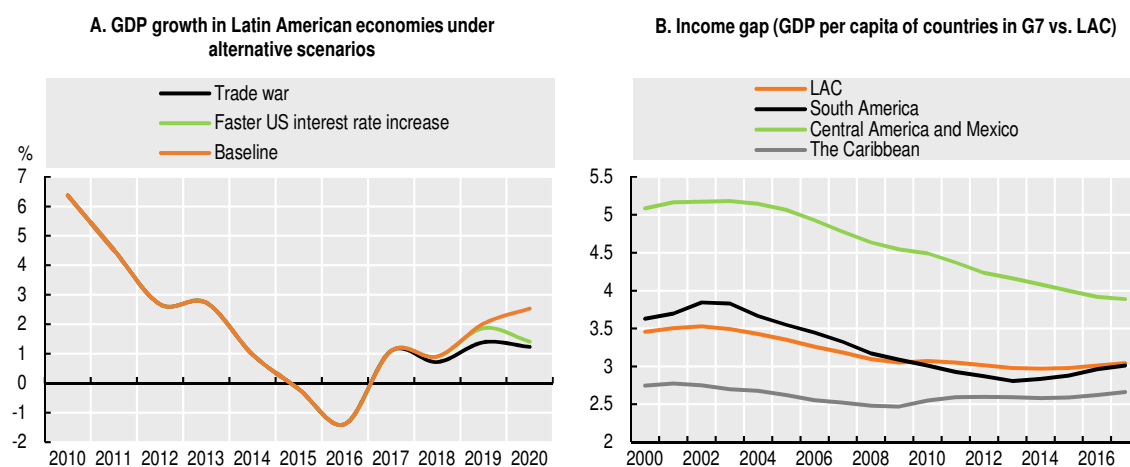 A. GDP growth in Latin American economies under
alternative scenarios
Trade war
Faster US interest rate increase
Baseline
%
7
6
5
4
3
2
1
0
-1
-2
2010 2011 2012 2013 2014 2015 2016 2017 2018 2019 2020
B. Income gap (GDP per capita of countries in G7 vs. LAC)
LAC
South America
Central America and Mexico
The Caribbean
5.5
5
4.5
4
3.5
3
2.5
2
2000 2002 2004 2006 2008 2010 2012 2014 2016